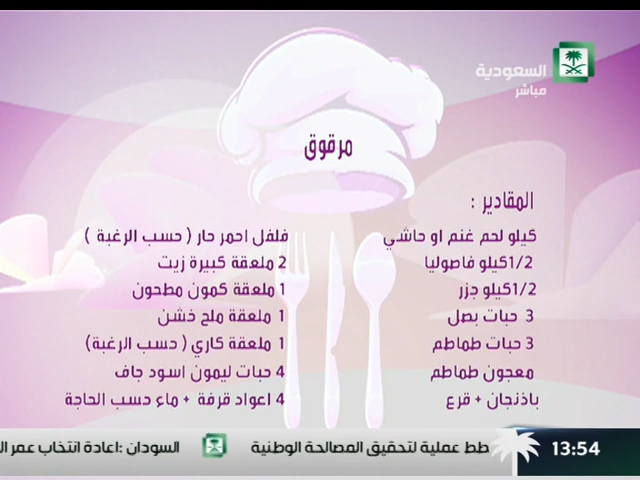 السعودية
مباشر
مرقوق
المقادير :
كيلو لحم غنم او حاشي
1/2كيلو فاصوليا
1/2كيلو جزر
3 حبات بصل
3 حبات طماطم
معجون طماطم
باذنجان + قرع
فلفل احمر حار ( حسب الرغبة )
2 ملعقة كبيرة زيت
1 ملعقة كمون مطحون
1 ملعقة ملح خشن
1 ملعقة كاري ( حسب الرغبة)
4 حبات ليمون اسود جاف
4 اعواد قرفة + ماء حسب الحاجة
13:54
طط عملية لتحقيق المصالحة الوطنية
السودان :اعادة انتخاب عمر ال